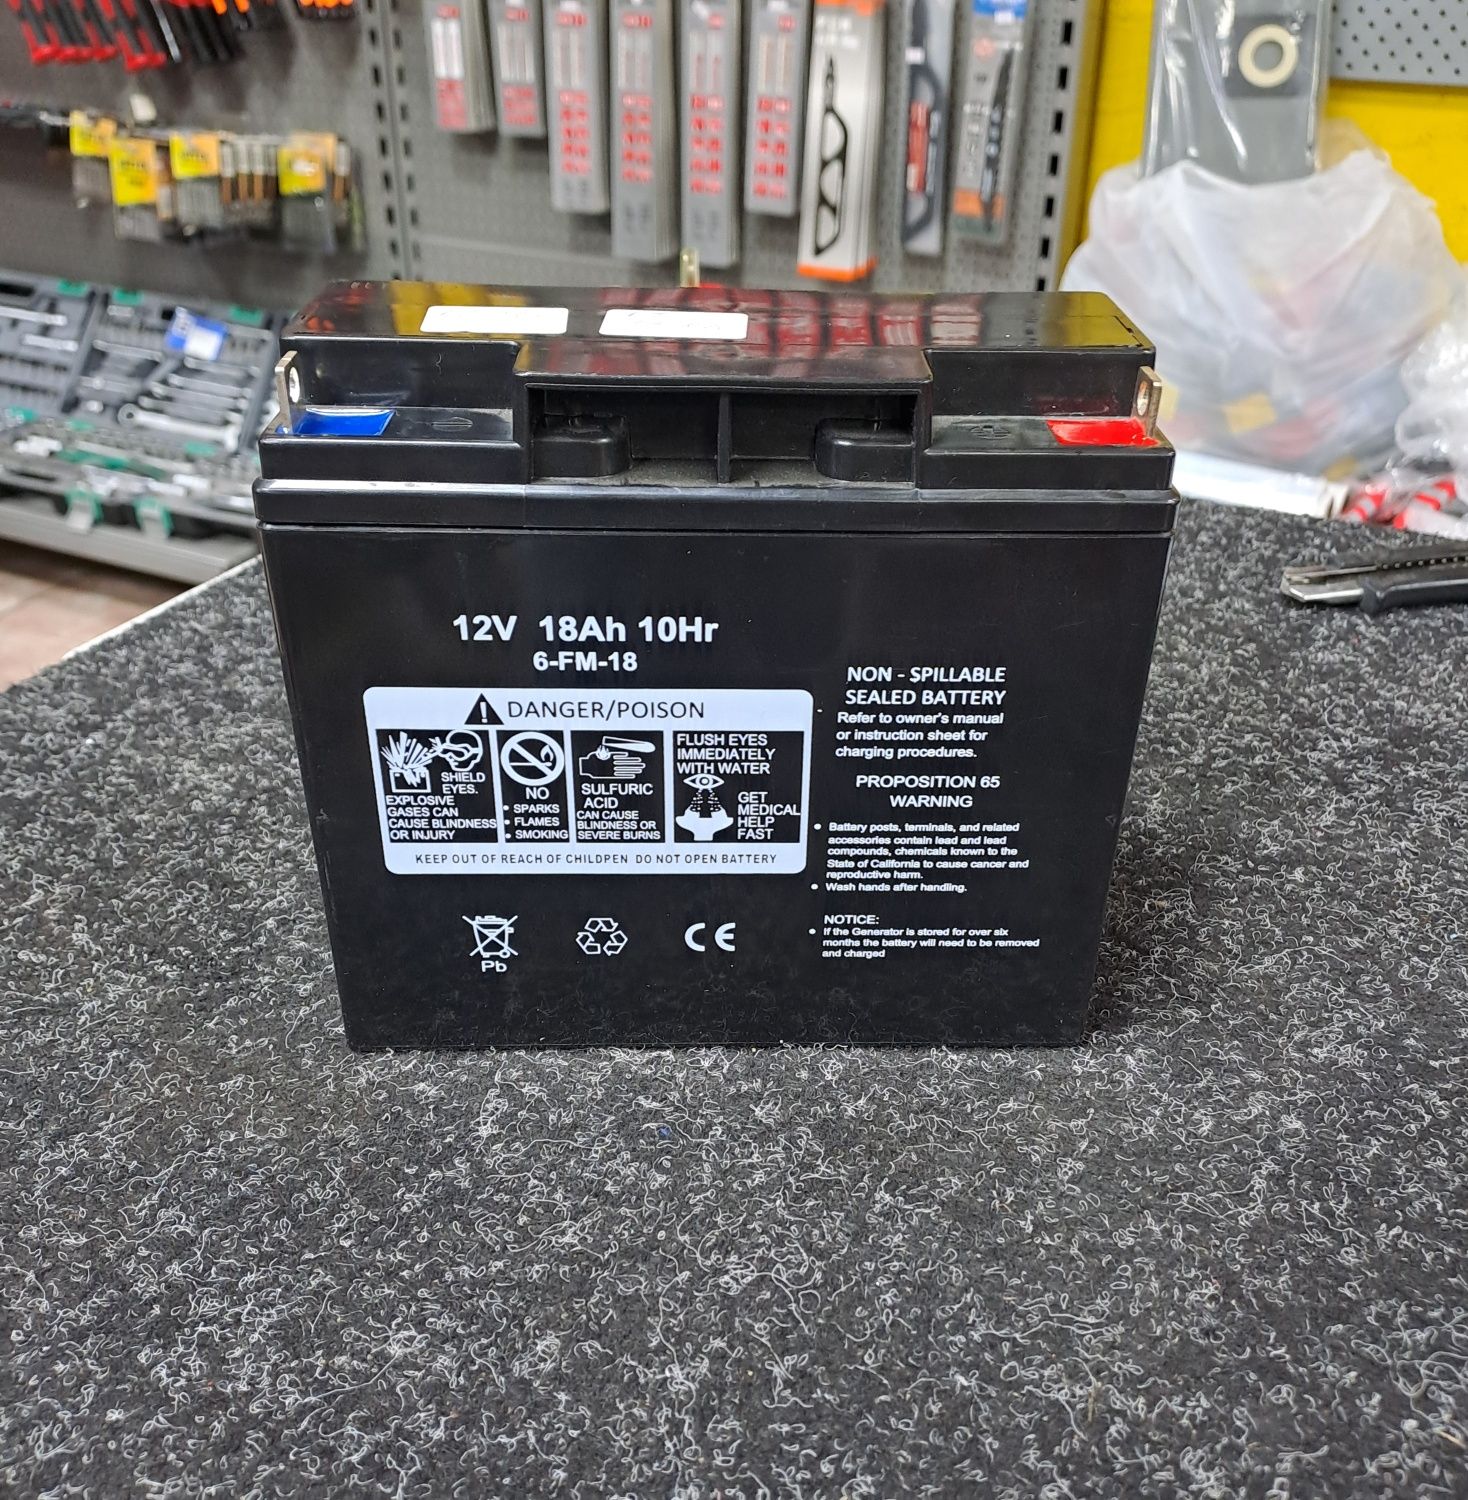 12V 18Ah 10Hr
6-FM-18
DANGER/POISON
SHIELD
EYES.
EXPLOSIVE
GASES CAN
CAUSE BLINDNESS
OR INJURY
NO
• SPARKS
• FLAMES
• SMOKING
SULFURIC
ACID
CAN CAUSE
BLINDNESS OR
SEVERE BURNS
FLUSH EYES
IMMEDIATELY
WITH WATER
GET
MEDICAL
HELP
FAST
KEEP OUT OF REACH OF CHILDPEN DO NOT OPEN BATTERY
Pb
CE
NON - SPILLABLE
SEALED BATTERY
Refer to owner's manual
or instruction sheet for
charging procedures.
PROPOSITION 65
WARNING
• Battery posts, terminals, and related
accessories contain lead and lead
compounds, chemicals known to the
State of California to cause cancer and
reproductive harm.
• Wash hands after handling.
NOTICE:
• If the Generator is stored for over six
months the battery will need to be removed
and charged